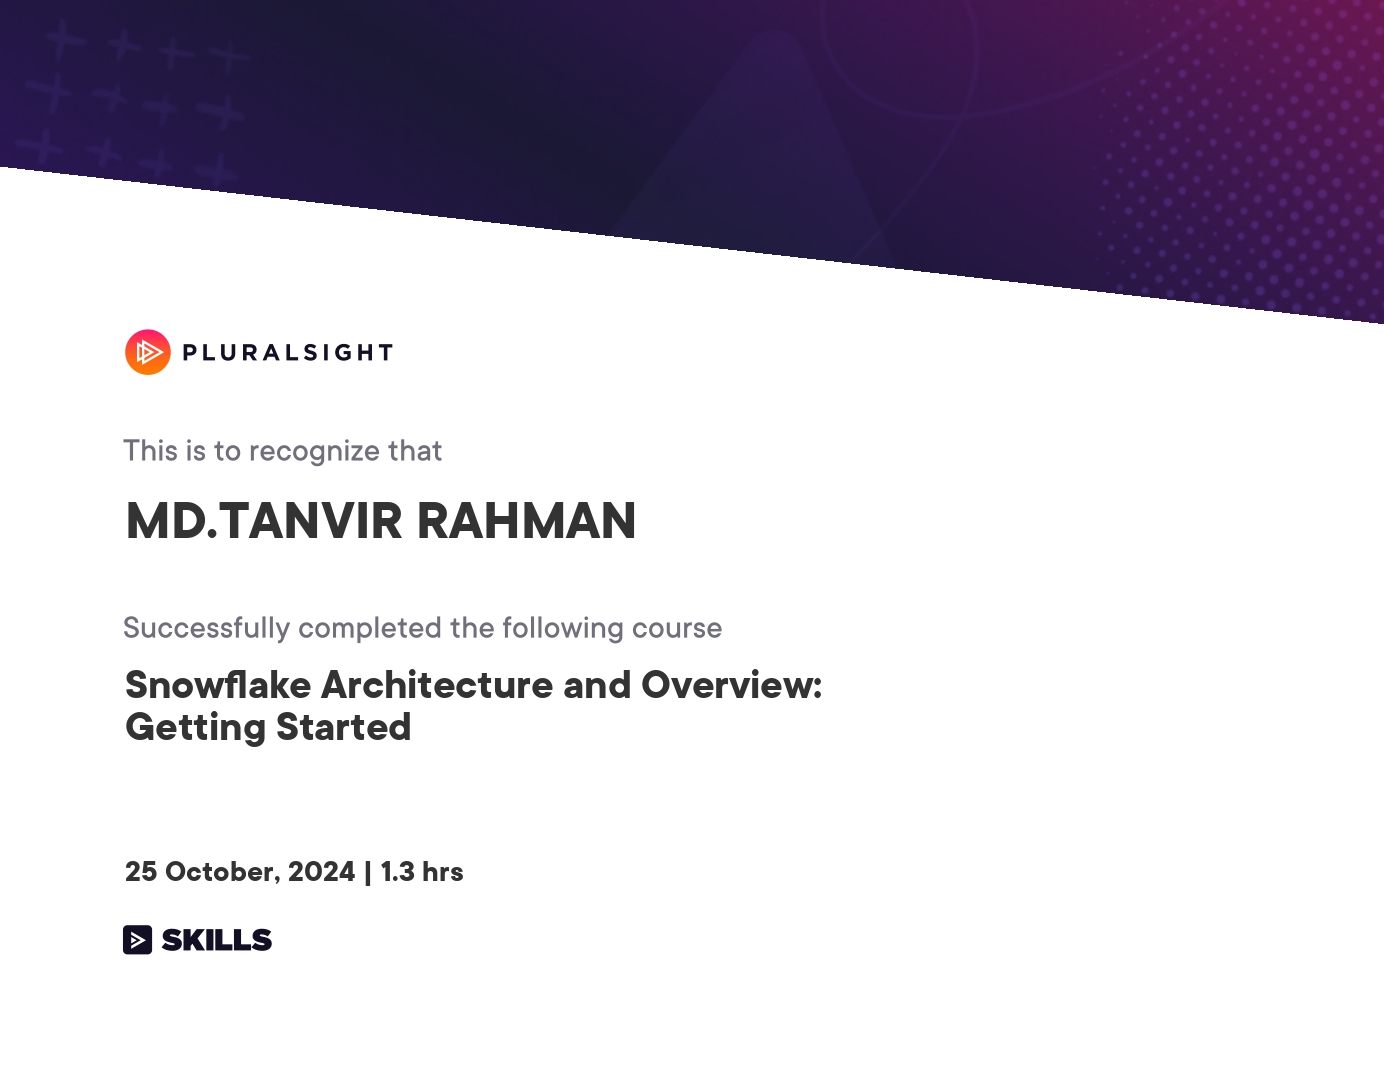 PLURALSIGHT
This is to recognize that
MD.TANVIR RAHMAN
Successfully completed the following course
Snowflake Architecture and Overview:
Getting Started
25 October, 2024 | 1.3 hrs
SKILLS